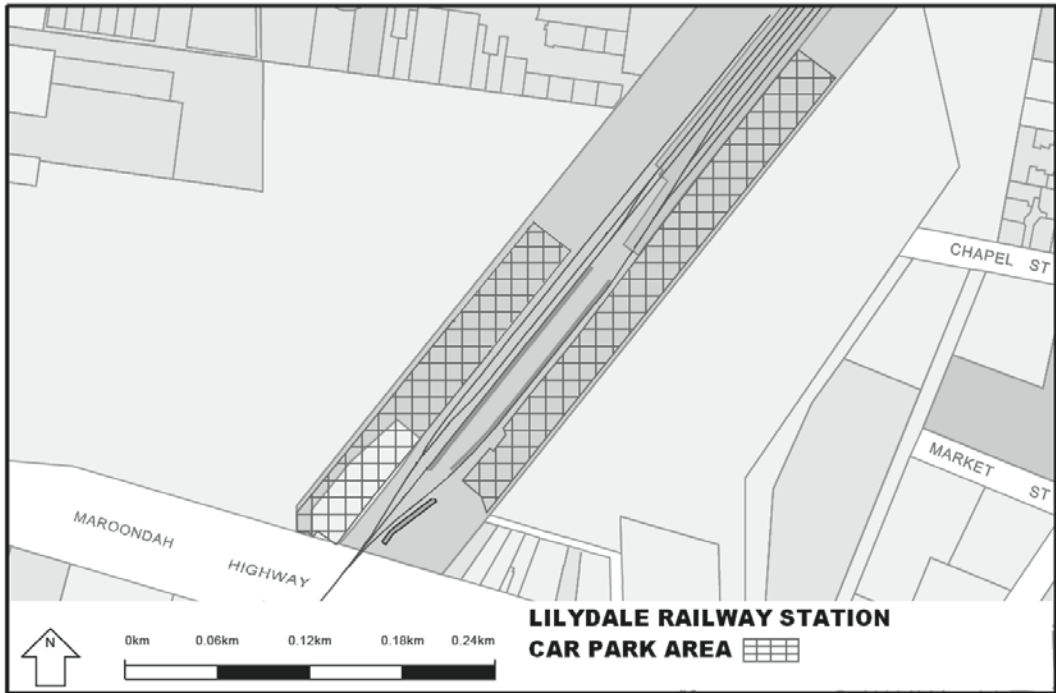 CHAPEL ST
MARKET ST
MAROONDAH
HIGHWAY
LILYDALE RAILWAY STATION
CAR PARK AREA
N
0km 0.06km 0.12km 0.18km 0.24km